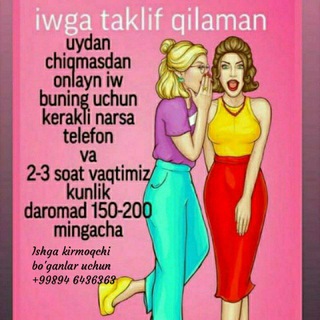 iwga taklif qilaman
uydan
chiqmasdan
onlayn iw
buning uchun
kerakli narsa
telefon
va
2-3 soat vaqtimiz
kunlik
daromad 150-200
mingacha
Ishga kirmoqchi
bo'ganlar uchun
+99894 6436363